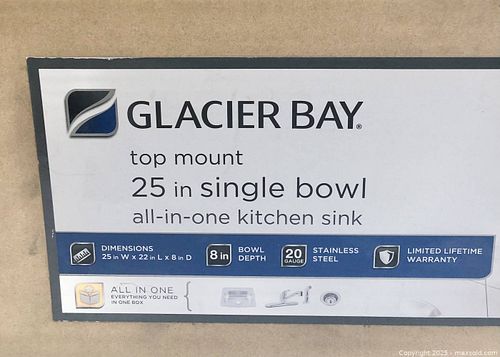 GLACIER BAY®
top mount
25 in single bowl
all-in-one kitchen sink
DIMENSIONS
25 in W x 22 in L x 8 in D
8 in
BOWL
DEPTH
20
GAUGE
STAINLESS
STEEL
LIMITED LIFETIME
WARRANTY
ALL IN ONE
EVERYTHING YOU NEED
IN ONE BOX
Copyright 2025 - maxsold.com